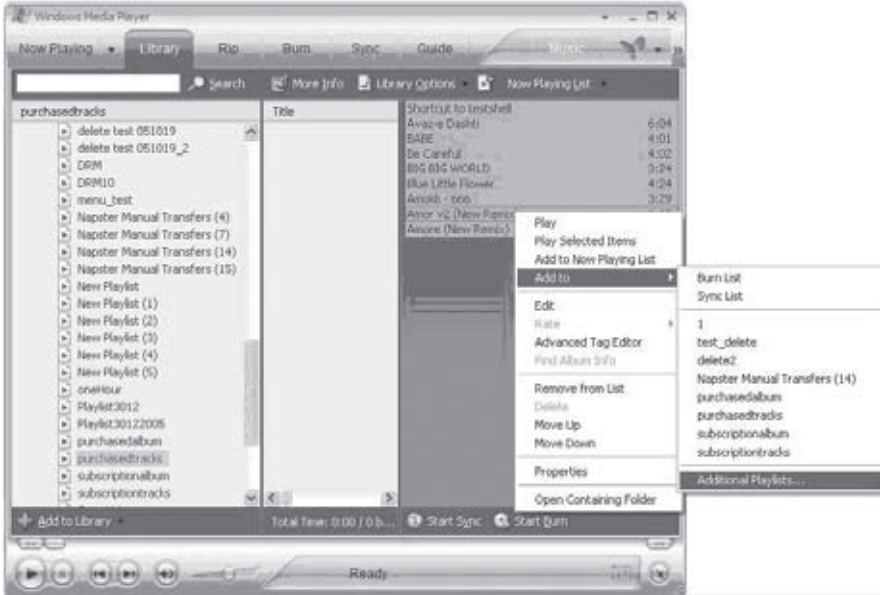 Windows Media Player
Now Playing
Library
Rip
Burn
Sync
Guide
Music
Search
More Info
Library Options
Now Playing List
purchasedtracks
delete test 051019
delete test 051019_2
DRM
DRM10
menu_test
Napster Manual Transfers (4)
Napster Manual Transfers (7)
Napster Manual Transfers (14)
Napster Manual Transfers (15)
New Playlist
New Playlist (1)
New Playlist (2)
New Playlist (3)
New Playlist (4)
New Playlist (5)
oneHour
Playlist3012
Playlist30122005
purchasedalbum
purchasedtracks
subscriptionalbum
subscriptiontracks
Title
Shortcut to testshell
Avaz-e Dashti 6:04
BABE 4:01
Be Careful 4:02
BIG BIG WORLD 3:24
Blue Little Flower 4:24
Amokk - 666 3:29
Amor v2 (New Remix)
Amore (New Remix)
Play
Play Selected Items
Add to Now Playing List
Add to
Edit
Rate
Advanced Tag Editor
Find Album Info
Remove from List
Delete
Move Up
Move Down
Properties
Open Containing Folder
Burn List
Sync List
1
test_delete
delete2
Napster Manual Transfers (14)
purchasedalbum
purchasedtracks
subscriptionalbum
subscriptiontracks
Additional Playlists...
Add to Library
Total Time: 0:00 / 0 b...
Start Sync
Start Burn
Ready